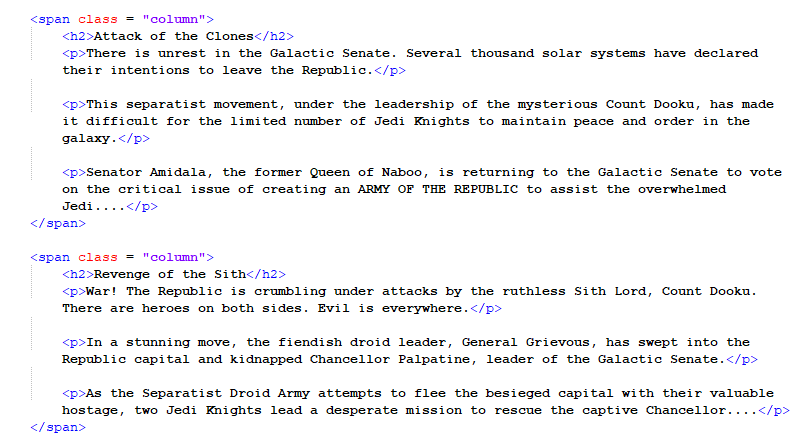 <span class = "column">
<h2>Attack of the Clones</h2>
<p>There is unrest in the Galactic Senate. Several thousand solar systems have declared
their intentions to leave the Republic.</p>
<p>This separatist movement, under the leadership of the mysterious Count Dooku, has made
it difficult for the limited number of Jedi Knights to maintain peace and order in the
galaxy.</p>
<p>Senator Amidala, the former Queen of Naboo, is returning to the Galactic Senate to vote
on the critical issue of creating an ARMY OF THE REPUBLIC to assist the overwhelmed
Jedi....</p>
</span>
<span class = "column">
<h2>Revenge of the Sith</h2>
<p>War! The Republic is crumbling under attacks by the ruthless Sith Lord, Count Dooku.
There are heroes on both sides. Evil is everywhere.</p>
<p>In a stunning move, the fiendish droid leader, General Grievous, has swept into the
Republic capital and kidnapped Chancellor Palpatine, leader of the Galactic Senate.</p>
<p>As the Separatist Droid Army attempts to flee the besieged capital with their valuable
hostage, two Jedi Knights lead a desperate mission to rescue the captive Chancellor....</p>
</span>